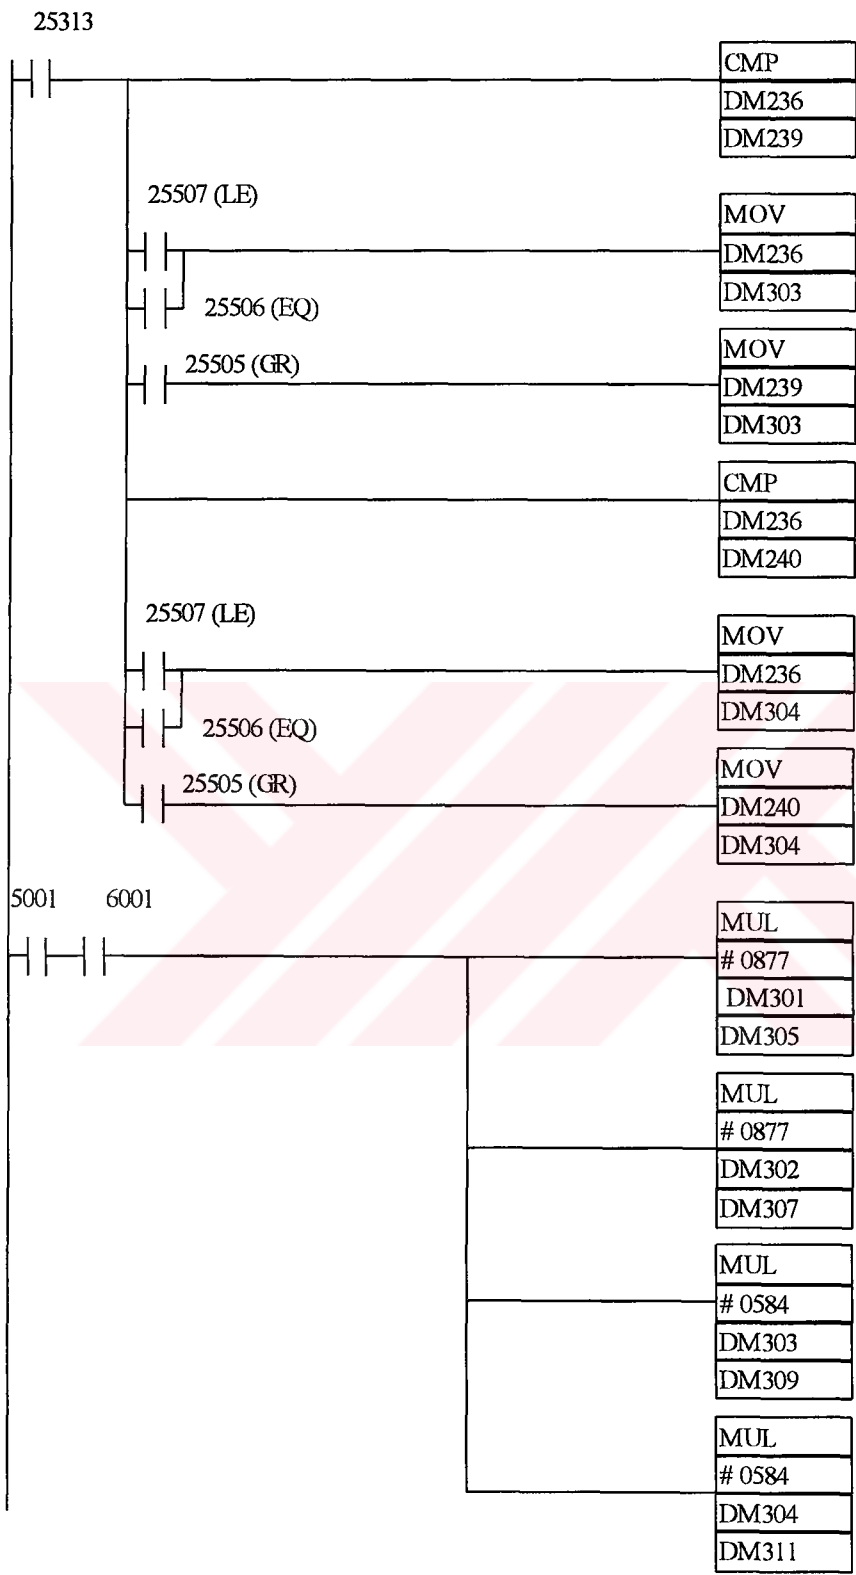 25313
CMP
DM236
DM239
25507 (LE)
MOV
DM236
DM303
25506 (EQ)
25505 (GR)
MOV
DM239
DM303
CMP
DM236
DM240
25507 (LE)
MOV
DM236
DM304
25506 (EQ)
25505 (GR)
MOV
DM240
DM304
5001 6001
MUL
# 0877
DM301
DM305
MUL
# 0877
DM302
DM307
MUL
# 0584
DM303
DM309
MUL
# 0584
DM304
DM311